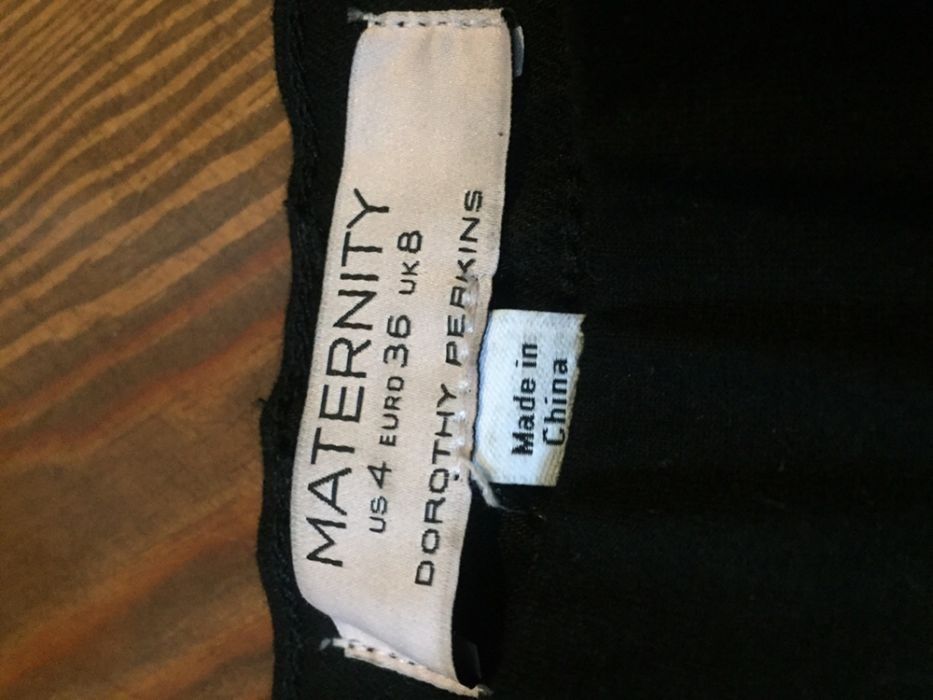 MATERNITY
US 4 EURO 36 UK 8
DOROTHY PERKINS
Made in
China